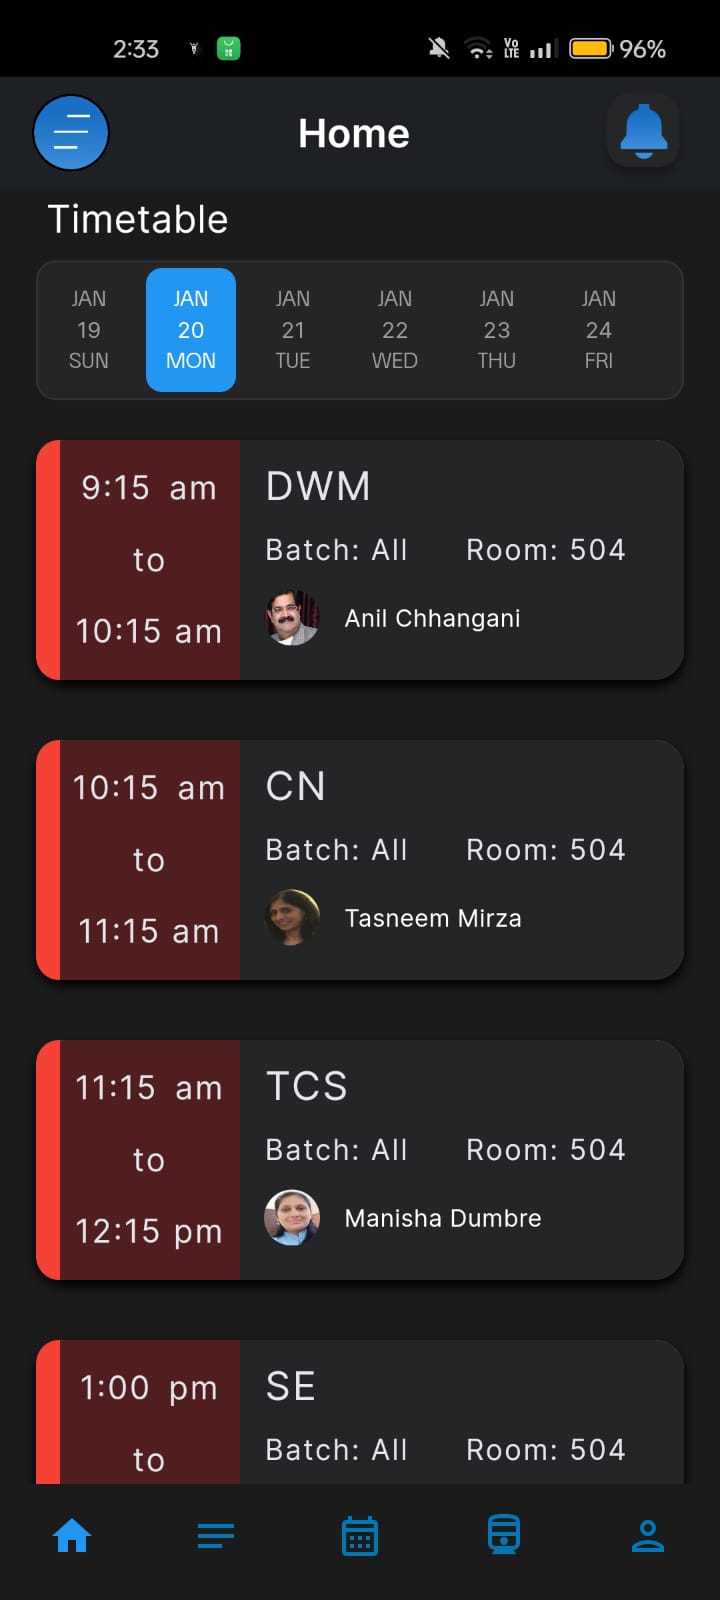 2:33 Vo LTE 96%
Home
Timetable
JAN JAN JAN JAN JAN JAN
19 20 21 22 23 24
SUN MON TUE WED THU FRI
9:15 am
to
10:15 am
DWM
Batch: All Room: 504
Anil Chhangani
10:15 am
to
11:15 am
CN
Batch: All Room: 504
Tasneem Mirza
11:15 am
to
12:15 pm
TCS
Batch: All Room: 504
Manisha Dumbre
1:00 pm
to
SE
Batch: All Room: 504